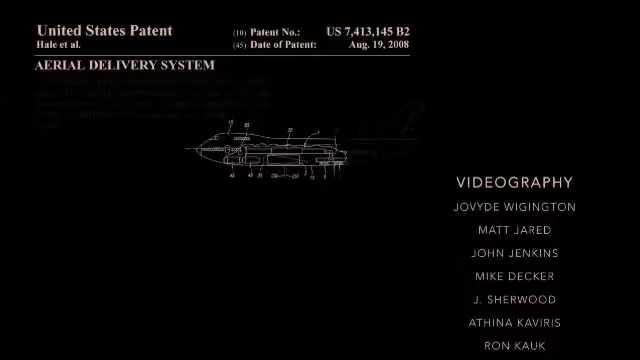 United States Patent (10) Patent No.: US 7,413,145 B2
Hale et al. (45) Date of Patent: Aug. 19, 2008
AERIAL DELIVERY SYSTEM
VIDEOGRAPHY
JOVYDE WIGINGTON
MATT JARED
JOHN JENKINS
MIKE DECKER
J. SHERWOOD
ATHINA KAVIRIS
RON KAUK